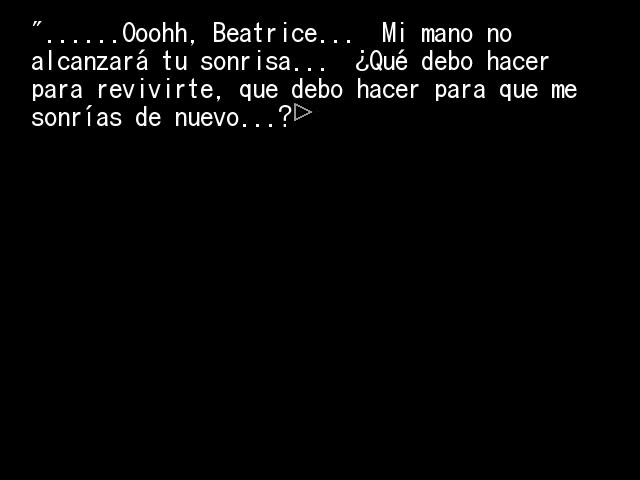 "......Ooohh, Beatrice...  Mi mano no
alcanzará tu sonrisa...  ¿Qué debo hacer
para revivirte, que debo hacer para que me
sonrías de nuevo...?